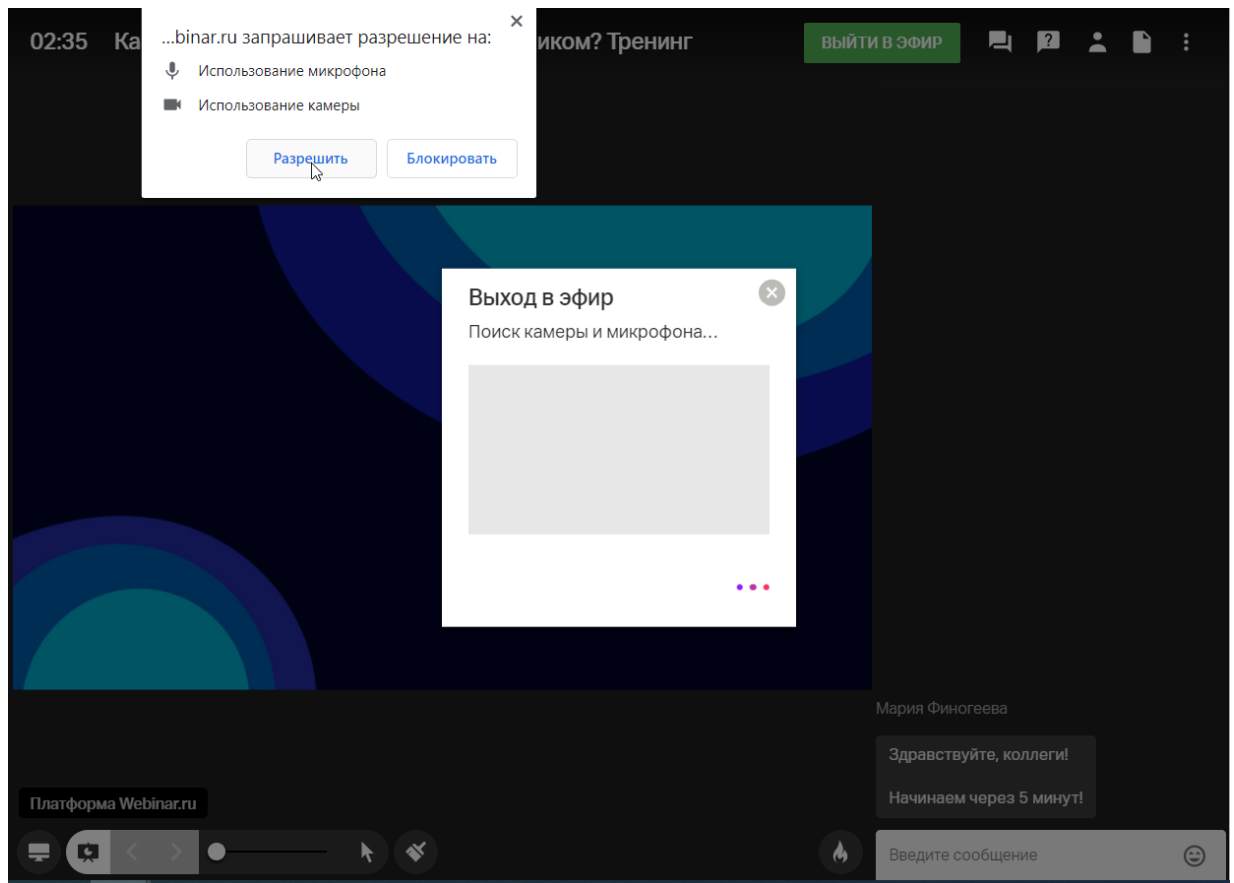 02:35 Ка
иком? Тренинг
ВЫЙТИ В ЭФИР
?
...binar.ru запрашивает разрешение на:
Использование микрофона
Использование камеры
Разрешить
Блокировать
Выход в эфир
Поиск камеры и микрофона...
Мария Финогеева
Здравствуйте, коллеги!
Начинаем через 5 минут!
Платформа Webinar.ru
Введите сообщение